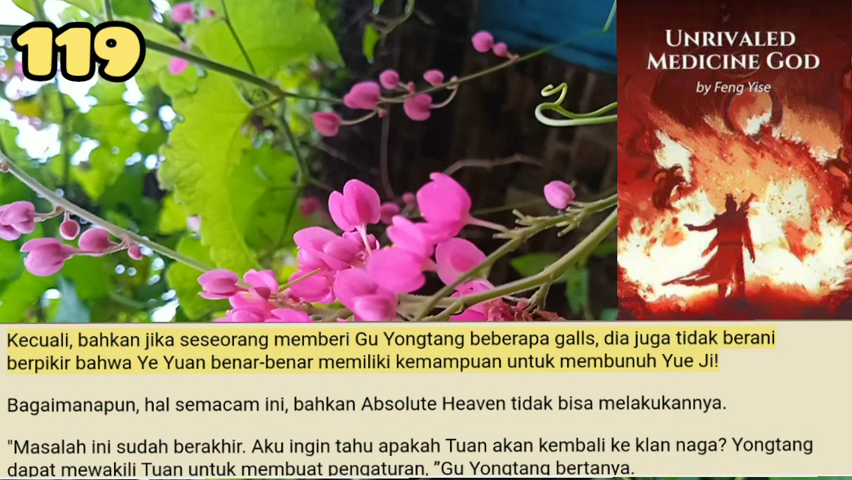 119
UNRIVALED
MEDICINE GOD
by Feng Yise
Kecuali, bahkan jika seseorang memberi Gu Yongtang beberapa galls, dia juga tidak berani
berpikir bahwa Ye Yuan benar-benar memiliki kemampuan untuk membunuh Yue Ji!
Bagaimanapun, hal semacam ini, bahkan Absolute Heaven tidak bisa melakukannya.
"Masalah ini sudah berakhir. Aku ingin tahu apakah Tuan akan kembali ke klan naga? Yongtang
dapat mewakili Tuan untuk membuat pengaturan, ”Gu Yongtang bertanya.